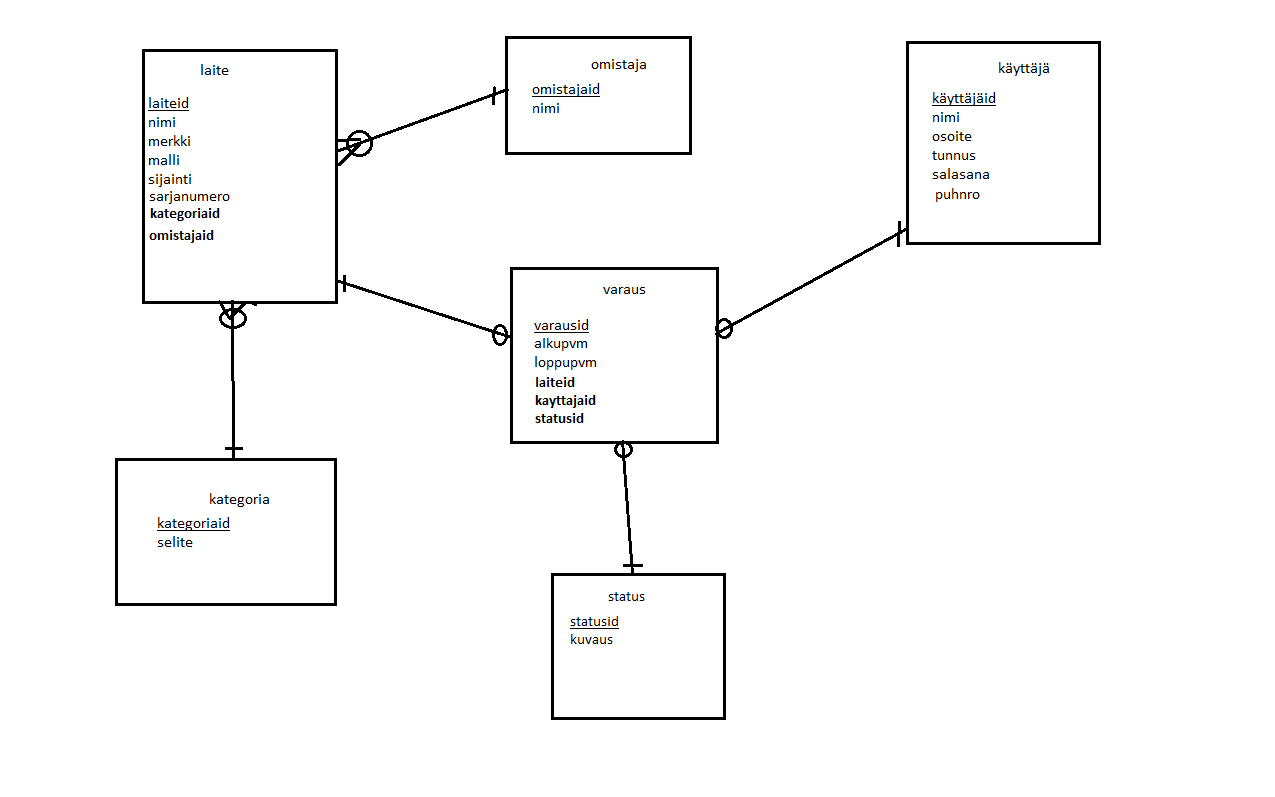 laite
laiteid
nimi
merkki
malli
sijainti
sarjanumero
kategoriaid
omistajaid
omistaja
omistajaid
nimi
käyttäjä
käyttäjäid
nimi
osoite
tunnus
salasana
puhnro
varaus
varausid
alkupvm
loppupvm
laiteid
kayttajaid
statusid
kategoria
kategoriaid
selite
status
statusid
kuvaus